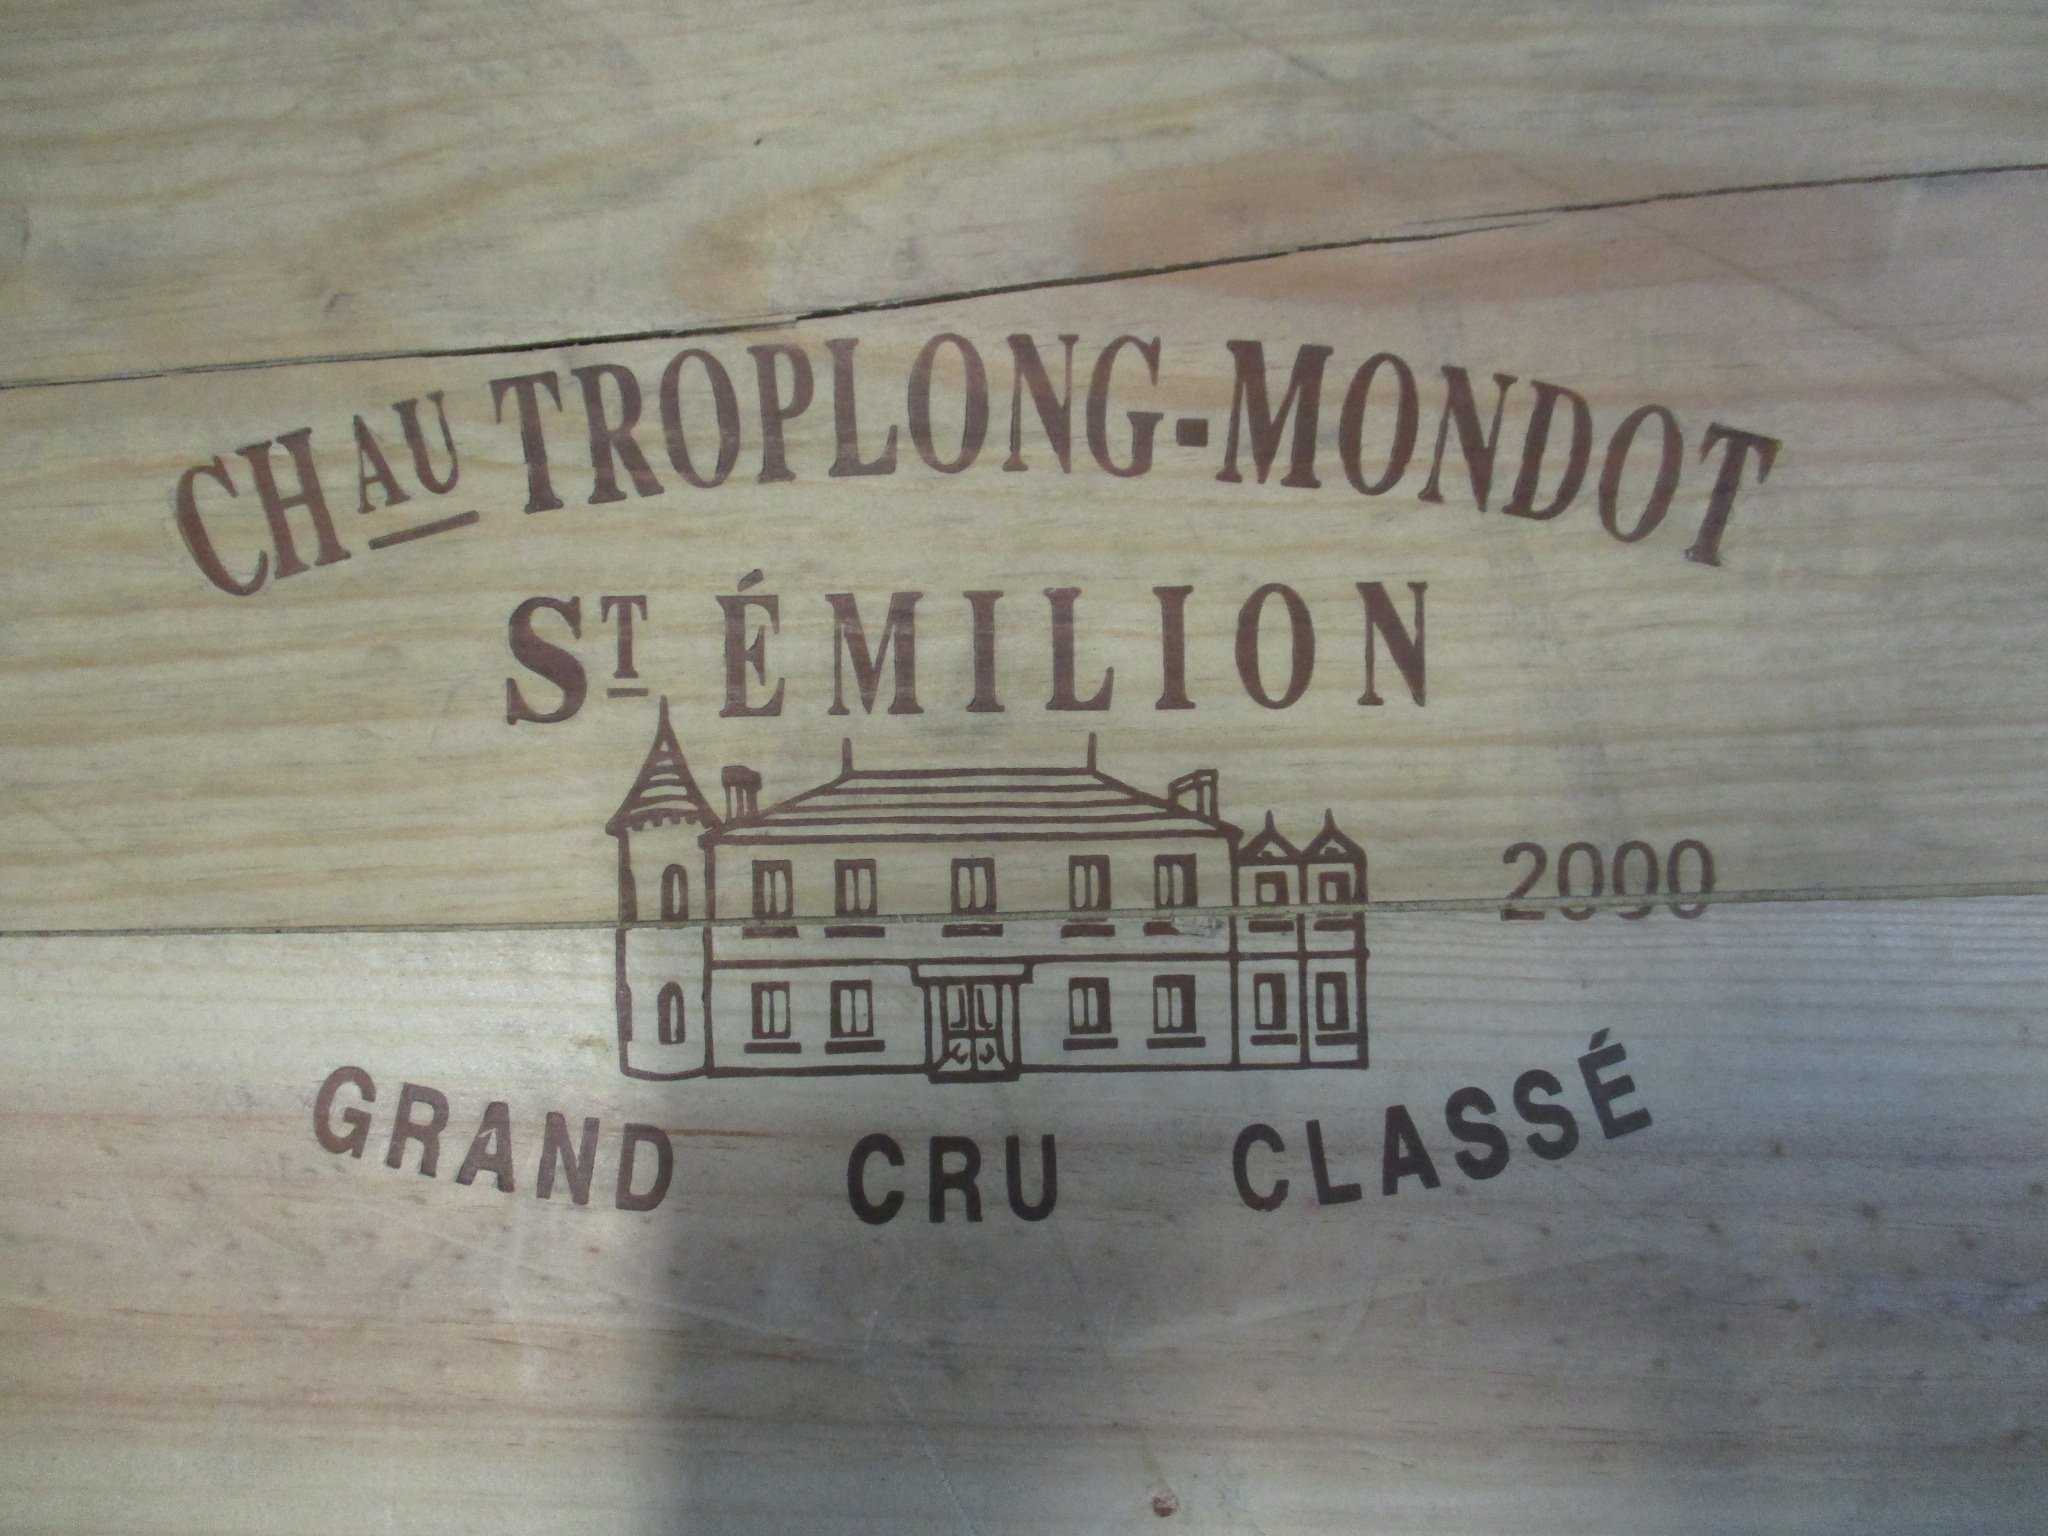 CHAU TROPLONG-MONDOT
ST ÉMILION
2000
GRAND CRU CLASSÉ